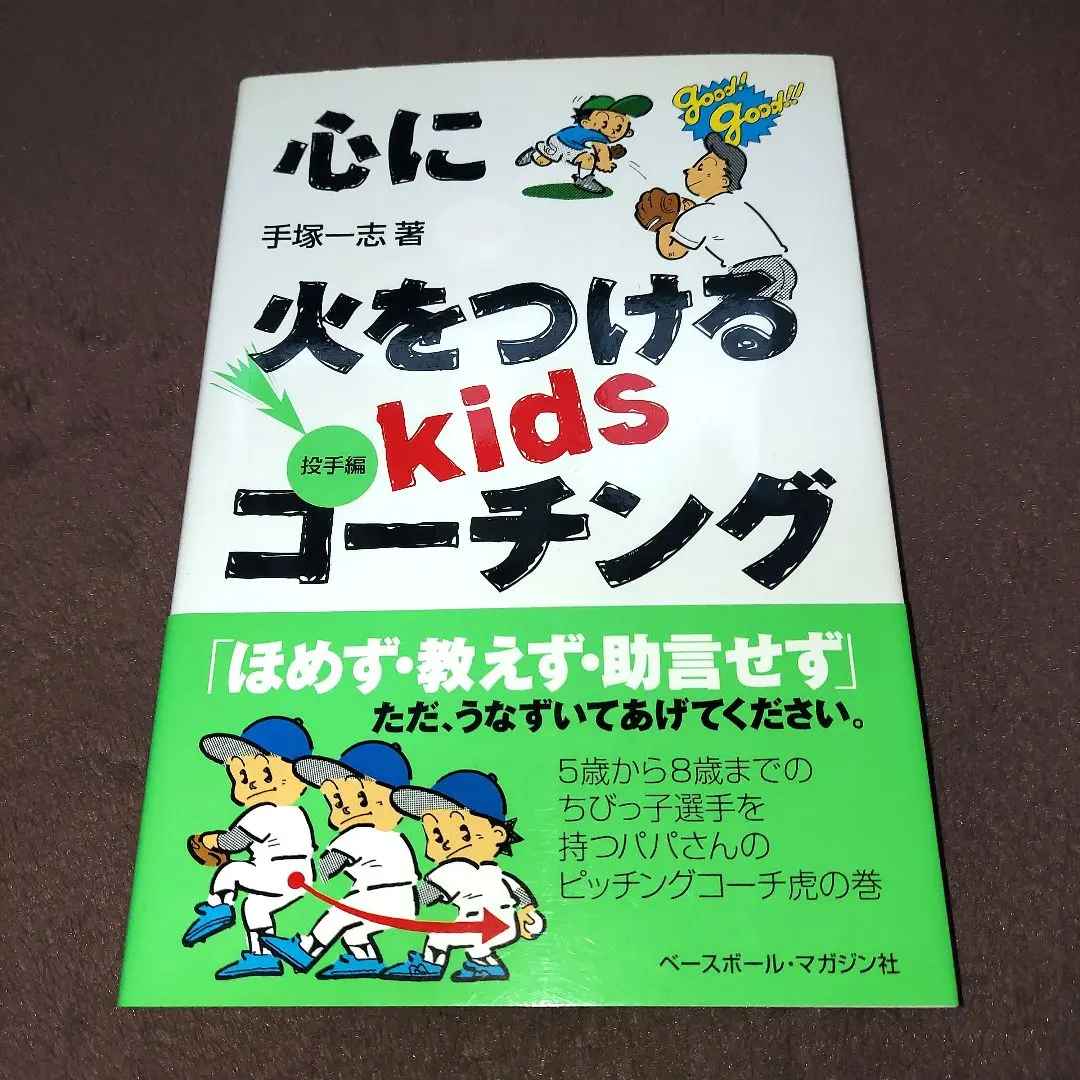 心に
good!
good!!
手塚一志 著
火をつける
kids
投手編
コーチング
「ほめず・教えず・助言せず」
ただ、うなずいてあげてください。
5歳から8歳までの
ちびっ子選手を
持つパパさんの
ピッチングコーチ虎の巻
ベースボール・マガジン社